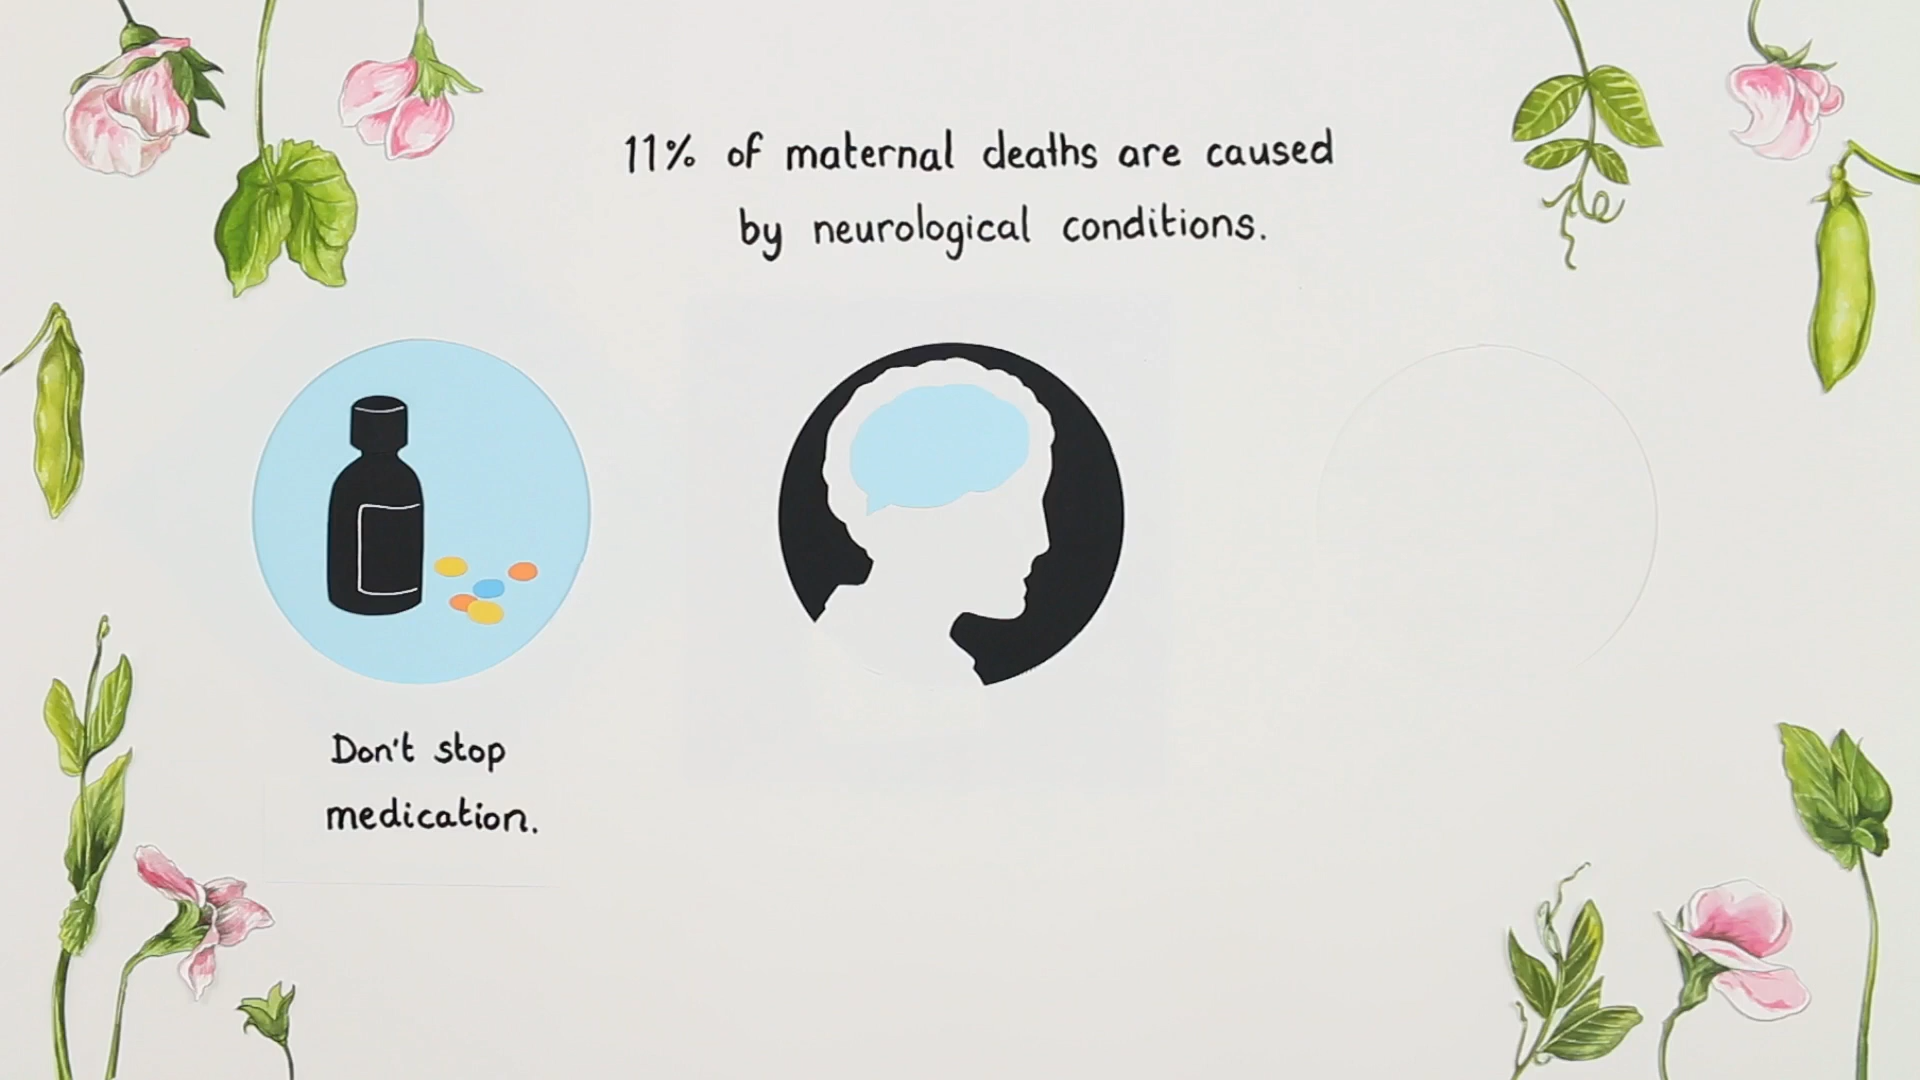 11% of maternal deaths are caused
by neurological conditions.
Don't stop
medication.